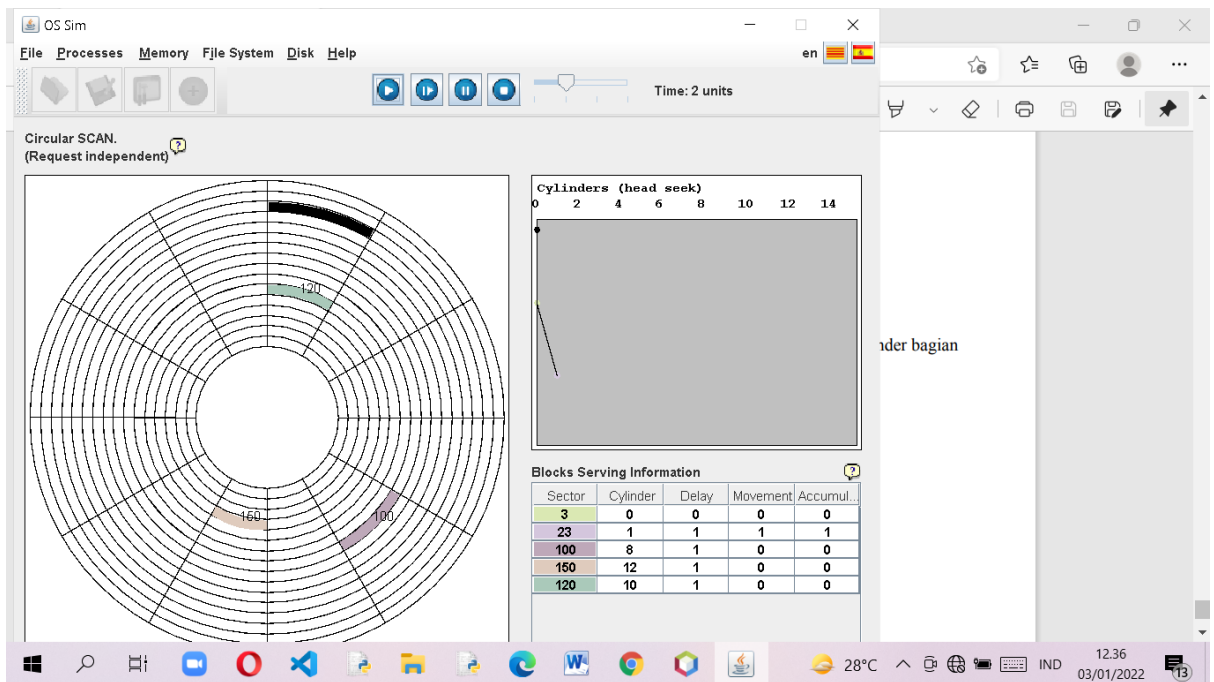 OS Sim
File Processes Memory File System Disk Help
en
Time: 2 units
Circular SCAN.
(Request independent)
Cylinders (head seek)
0 2 4 6 8 10 12 14
120
160
100
nder bagian
Blocks Serving Information
Sector Cylinder Delay Movement Accumul...
3 0 0 0 0
23 1 1 1 1
100 8 1 0 0
150 12 1 0 0
120 10 1 0 0
28°C IND 12.36
03/01/2022
13